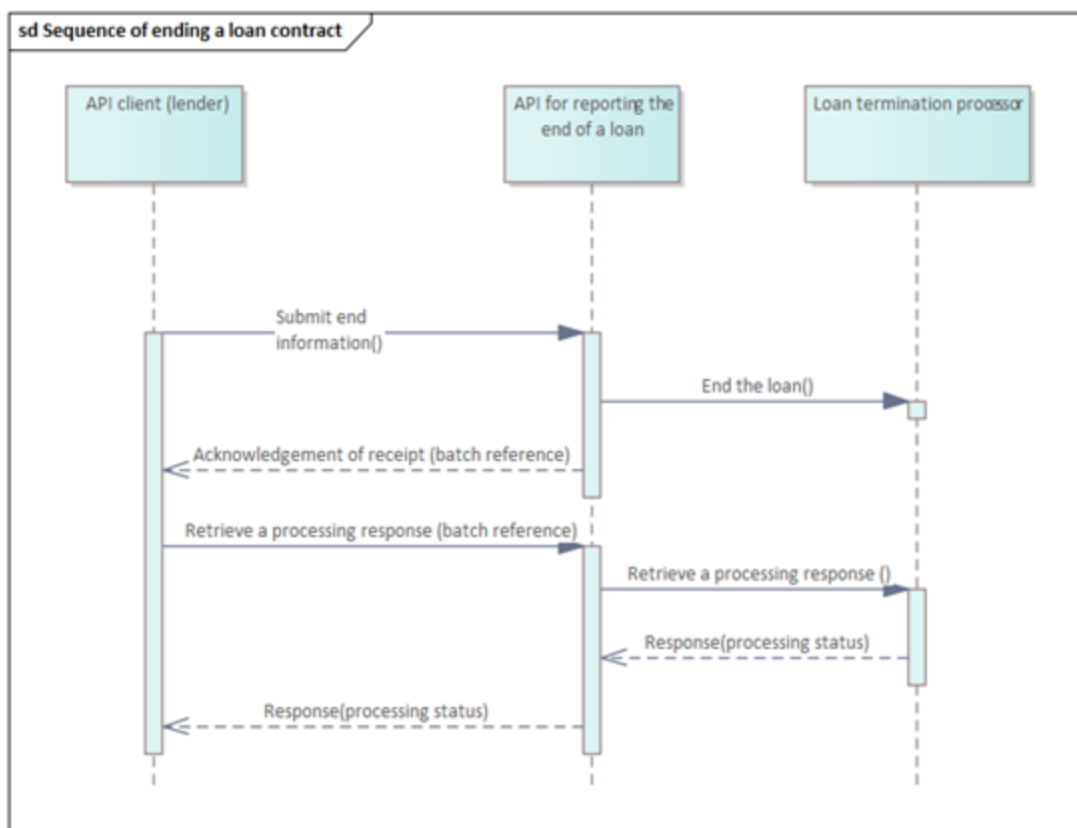 sd Sequence of ending a loan contract
API client (lender)
API for reporting the
end of a loan
Loan termination processor
Submit end
information()
End the loan()
Acknowledgement of receipt (batch reference)
Retrieve a processing response (batch reference)
Retrieve a processing response ()
Response(processing status)
Response(processing status)